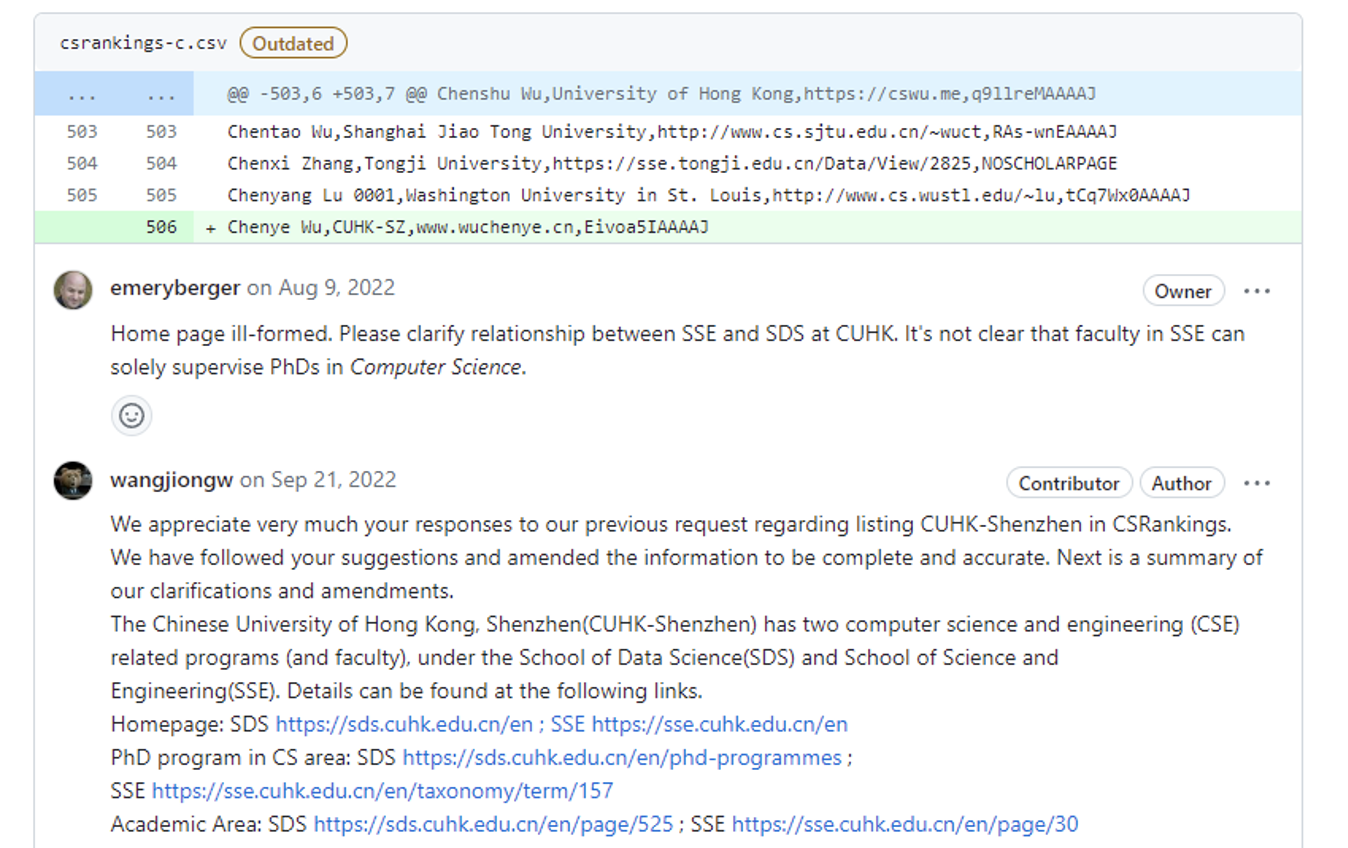 csrankings-c.csv Outdated
... ... @@ -503,6 +503,7 @@ Chenshu Wu,University of Hong Kong,https://cswu.me,q9llreMAAAAJ
503 503 Chentao Wu,Shanghai Jiao Tong University,http://www.cs.sjtu.edu.cn/~wuct,RAs-wnEAAAAJ
504 504 Chenxi Zhang,Tongji University,https://sse.tongji.edu.cn/Data/View/2825,NOSCHOLARPAGE
505 505 Chenyang Lu 0001,Washington University in St. Louis,http://www.cs.wustl.edu/~lu,tCq7Wx0AAAAJ
506 + Chenye Wu,CUHK-SZ,www.wuchenye.cn,Eivoa5IAAAAJ
emeryberger on Aug 9, 2022 Owner ...
Home page ill-formed. Please clarify relationship between SSE and SDS at CUHK. It's not clear that faculty in SSE can
solely supervise PhDs in Computer Science.
wangjiongw on Sep 21, 2022 Contributor Author ...
We appreciate very much your responses to our previous request regarding listing CUHK-Shenzhen in CSRankings.
We have followed your suggestions and amended the information to be complete and accurate. Next is a summary of
our clarifications and amendments.
The Chinese University of Hong Kong, Shenzhen(CUHK-Shenzhen) has two computer science and engineering (CSE)
related programs (and faculty), under the School of Data Science(SDS) and School of Science and
Engineering(SSE). Details can be found at the following links.
Homepage: SDS https://sds.cuhk.edu.cn/en ; SSE https://sse.cuhk.edu.cn/en
PhD program in CS area: SDS https://sds.cuhk.edu.cn/en/phd-programmes ;
SSE https://sse.cuhk.edu.cn/en/taxonomy/term/157
Academic Area: SDS https://sds.cuhk.edu.cn/en/page/525 ; SSE https://sse.cuhk.edu.cn/en/page/30